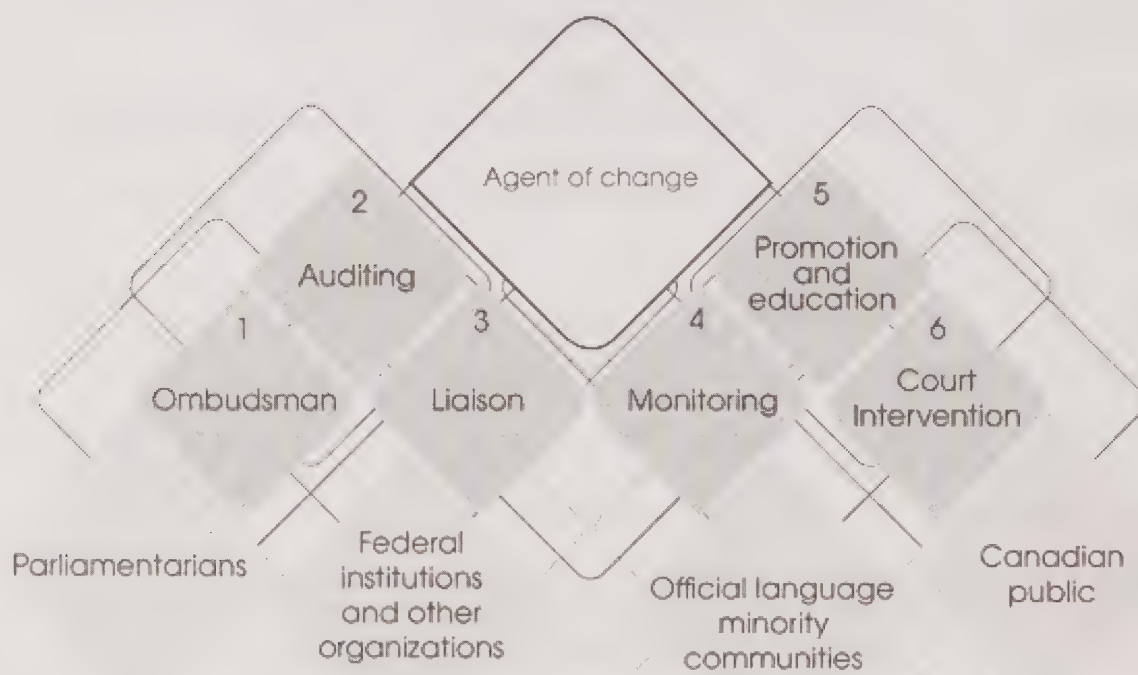 Agent of change
1
Ombudsman
2
Auditing
3
Liaison
4
Monitoring
5
Promotion
and
education
6
Court
Intervention
Parliamentarians
Federal
institutions
and other
organizations
Official language
minority
communities
Canadian
public